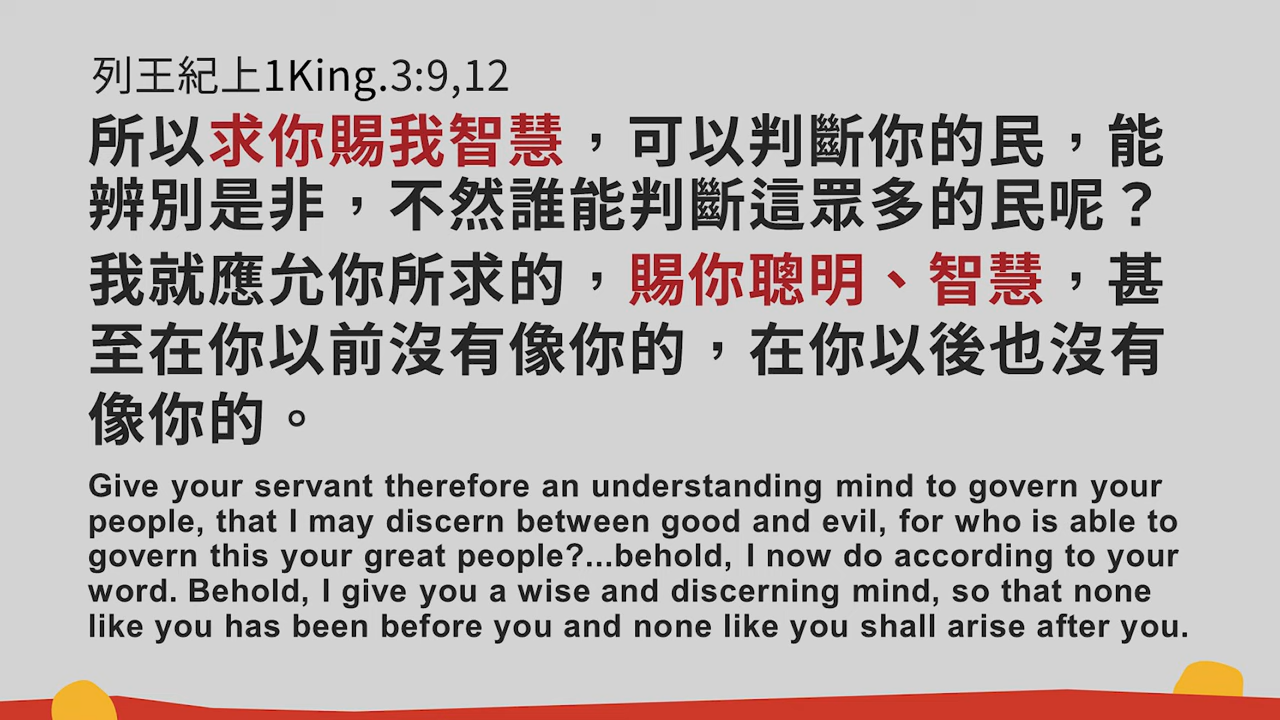 列王紀上1King.3:9,12
所以求你賜我智慧，可以判斷你的民，能
辨別是非，不然誰能判斷這眾多的民呢？
我就應允你所求的，賜你聰明、智慧，甚
至在你以前沒有像你的，在你以後也沒有
像你的。
Give your servant therefore an understanding mind to govern your
people, that I may discern between good and evil, for who is able to
govern this your great people?...behold, I now do according to your
word. Behold, I give you a wise and discerning mind, so that none
like you has been before you and none like you shall arise after you.